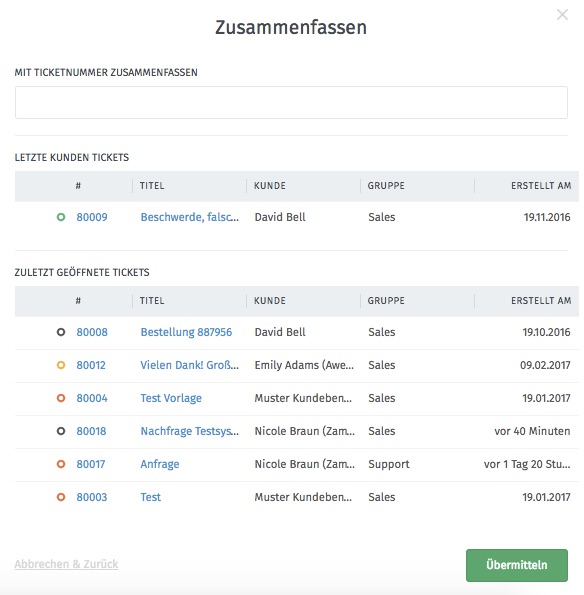 Zusammenfassen
MIT TICKETNUMMER ZUSAMMENFASSEN
LETZTE KUNDEN TICKETS
# TITEL KUNDE GRUPPE ERSTELLT AM
80009 Beschwerde, falsc... David Bell Sales 19.11.2016
ZULETZT GEÖFFNETE TICKETS
# TITEL KUNDE GRUPPE ERSTELLT AM
80008 Bestellung 887956 David Bell Sales 19.10.2016
80012 Vielen Dank! Groß... Emily Adams (Awe... Sales 09.02.2017
80004 Test Vorlage Muster Kundeben... Sales 19.01.2017
80018 Nachfrage Testsys... Nicole Braun (Zam... Sales vor 40 Minuten
80017 Anfrage Nicole Braun (Zam... Support vor 1 Tag 20 Stu...
80003 Test Muster Kundeben... Sales 19.01.2017
Abbrechen & Zurück Übermitteln